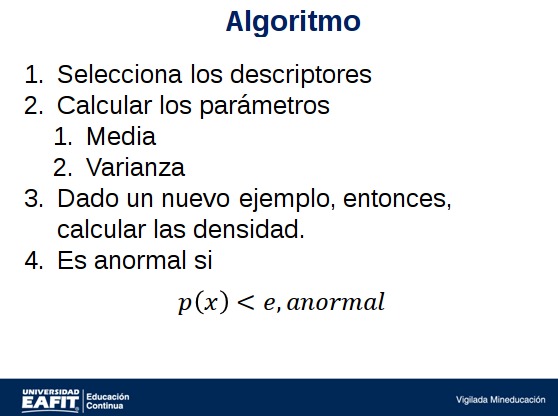 Algoritmo
1. Selecciona los descriptores
2. Calcular los parámetros
1. Media
2. Varianza
3. Dado un nuevo ejemplo, entonces,
calcular las densidad.
4. Es anormal si
p(x) < e, anormal
UNIVERSIDAD
EAFIT®
Educación
Continua
Vigilada Mineducación